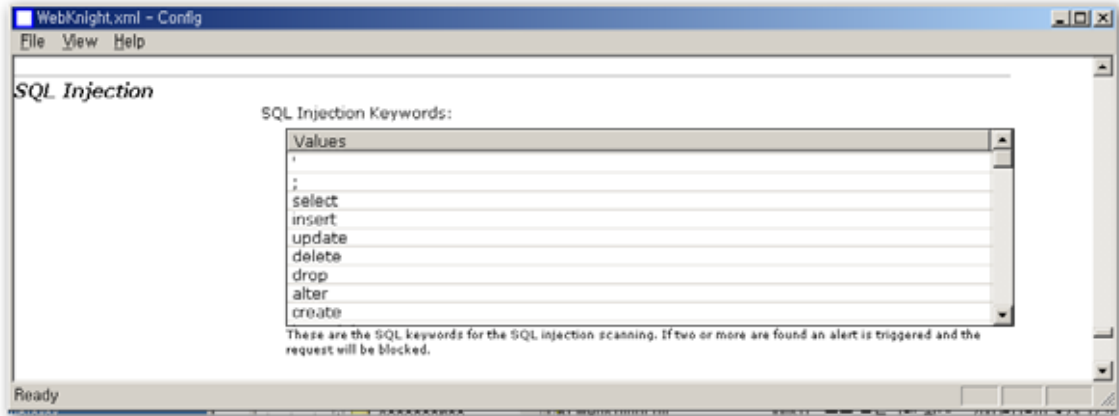 WebKnight.xml - Config
File View Help
SQL Injection
SQL Injection Keywords:
Values
'
;
select
insert
update
delete
drop
alter
create
These are the SQL keywords for the SQL injection scanning. If two or more are found an alert is triggered and the
request will be blocked.
Ready